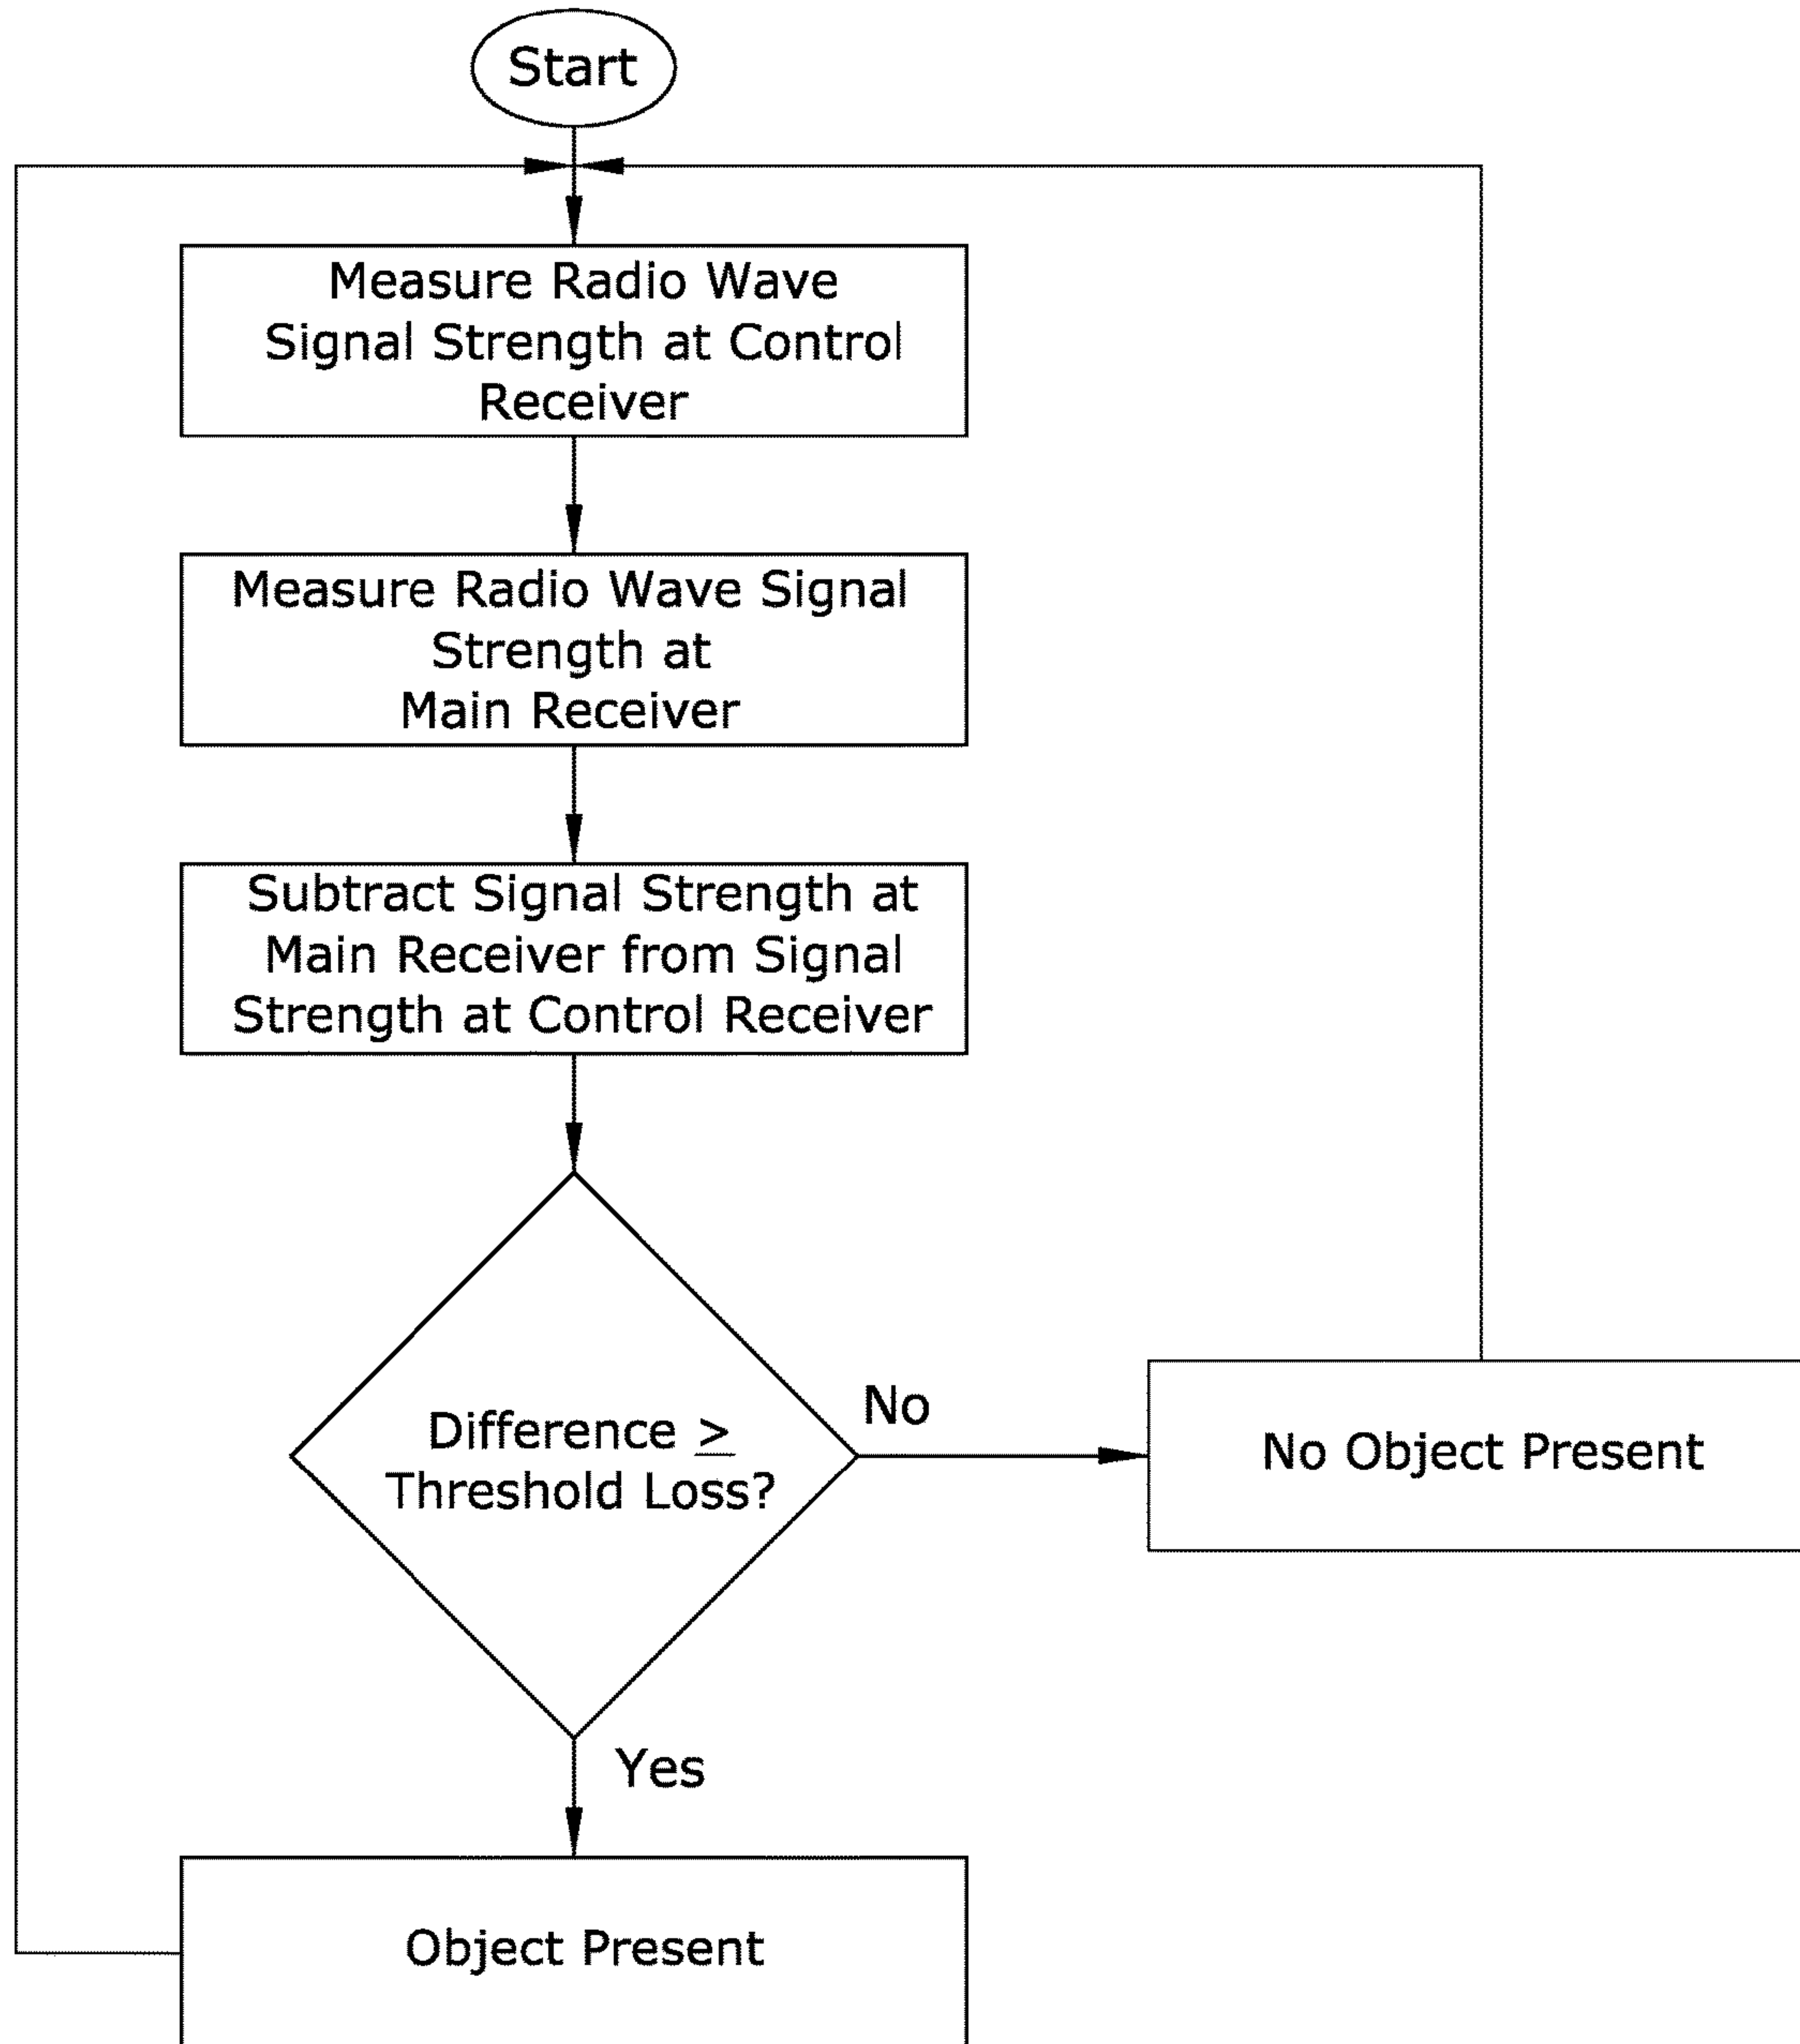 Start
Measure Radio Wave
Signal Strength at Control
Receiver
Measure Radio Wave Signal
Strength at
Main Receiver
Subtract Signal Strength at
Main Receiver from Signal
Strength at Control Receiver
Difference ≥
Threshold Loss?
No
No Object Present
Yes
Object Present